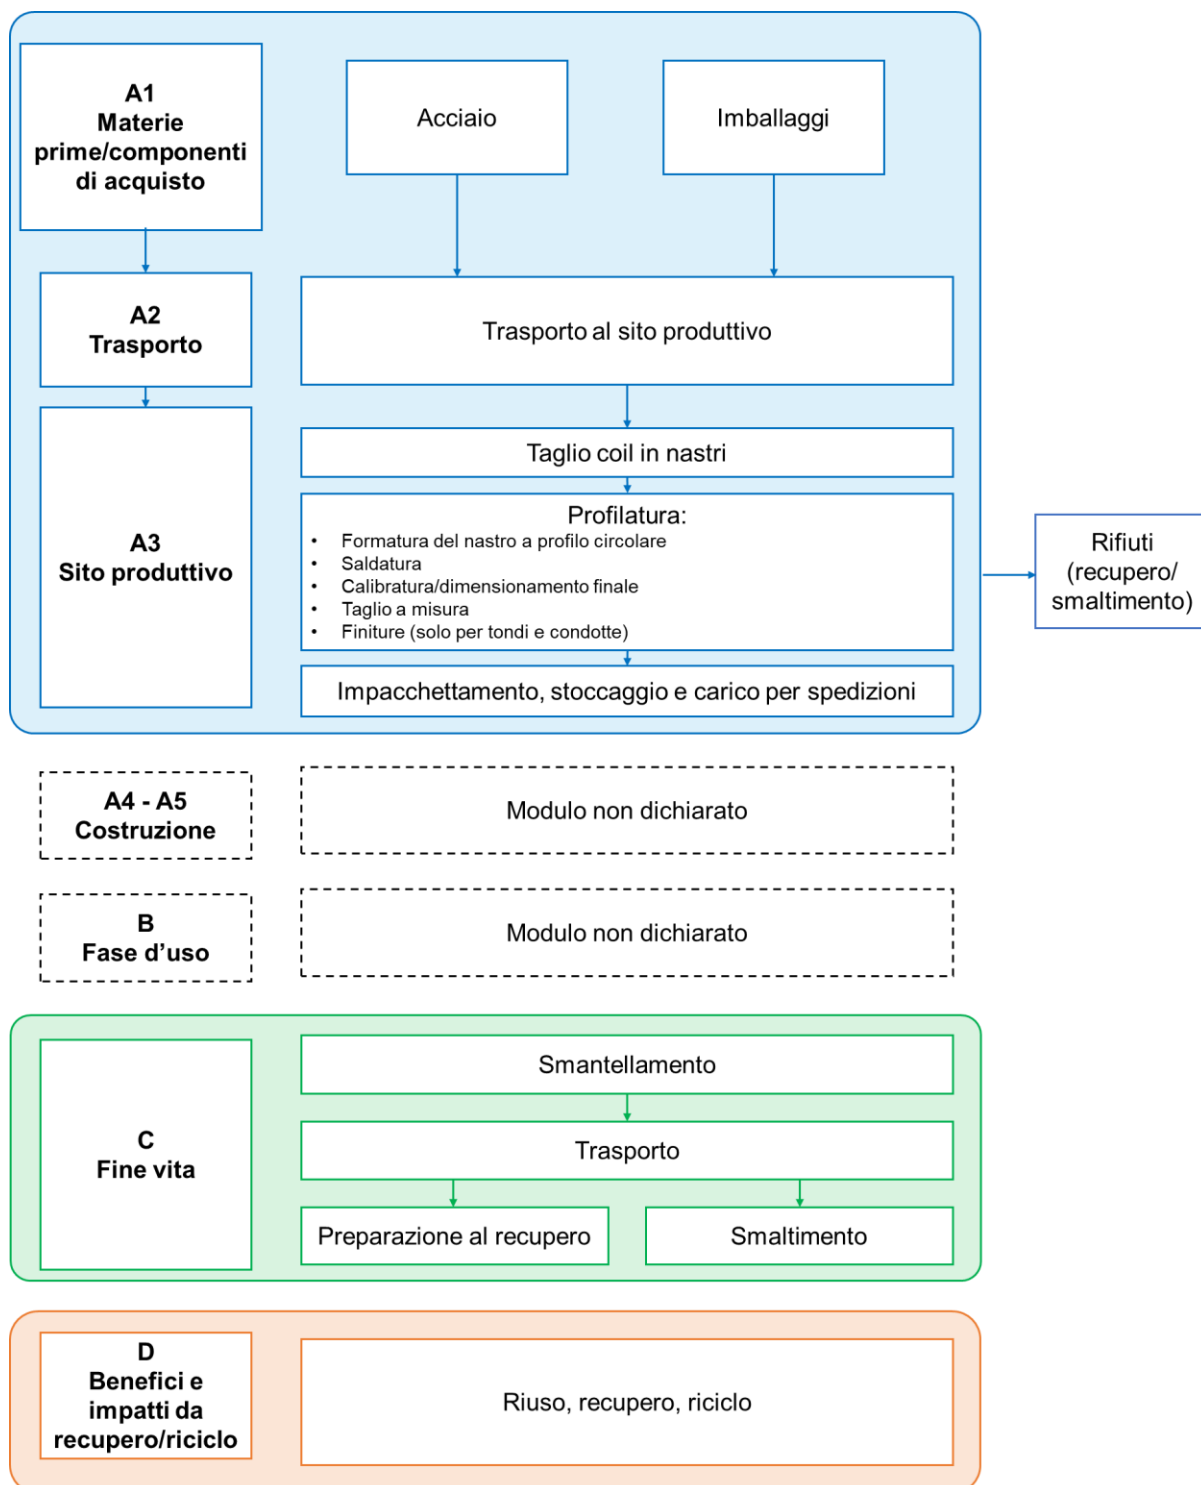 A1
Materie
prime/componenti
di acquisto
Acciaio
Imballaggi
A2
Trasporto
Trasporto al sito produttivo
A3
Sito produttivo
Taglio coil in nastri
Profilatura:
• Formatura del nastro a profilo circolare
• Saldatura
• Calibratura/dimensionamento finale
• Taglio a misura
• Finiture (solo per tondi e condotte)
Impacchettamento, stoccaggio e carico per spedizioni
Rifiuti
(recupero/
smaltimento)
A4 - A5
Costruzione
Modulo non dichiarato
B
Fase d’uso
Modulo non dichiarato
C
Fine vita
Smantellamento
Trasporto
Preparazione al recupero
Smaltimento
D
Benefici e
impatti da
recupero/riciclo
Riuso, recupero, riciclo